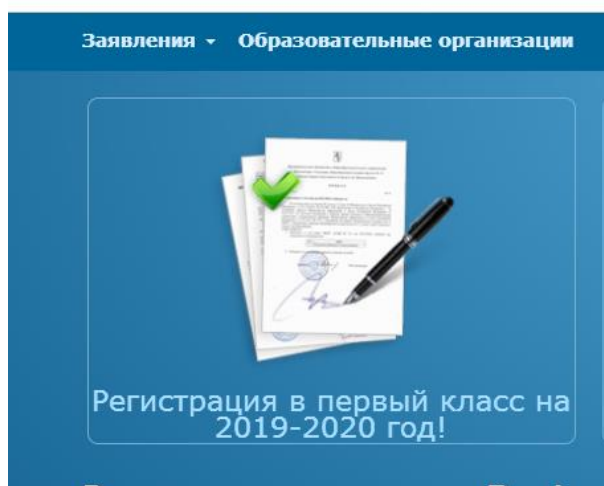 Заявления Образовательные организации
Регистрация в первый класс на
2019-2020 год!